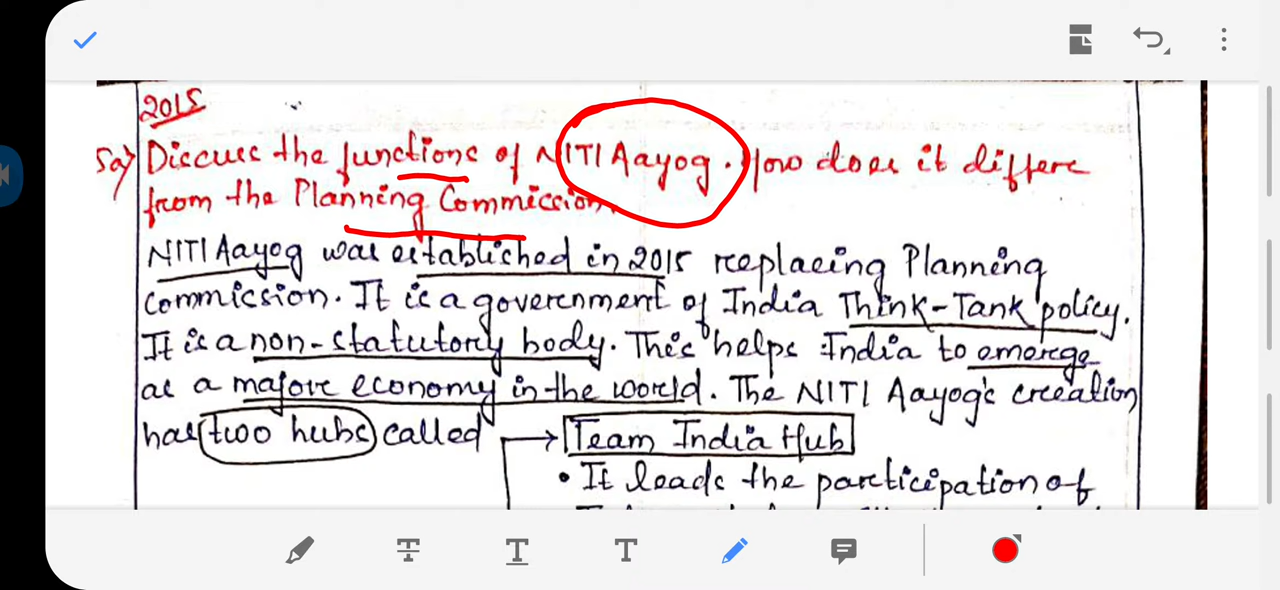 2015
5a) Discuss the functions of NITI Aayog. How does it differ
from the Planning Commission.
NITI Aayog was established in 2015 replacing Planning
Commission. It is a government of India Think-Tank policy.
It is a non-statutory body. This helps India to emerge
as a major economy in the world. The NITI Aayog's creation
has two hubs called → Team India Hub
• It leads the participation of